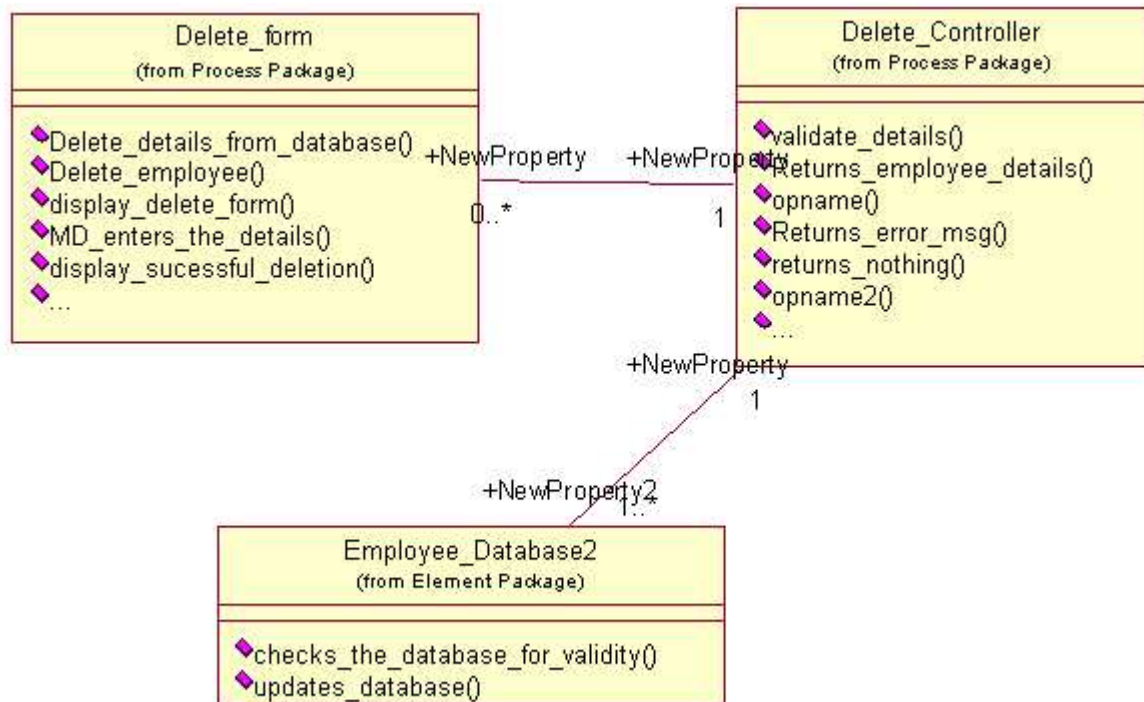 Delete_form
(from Process Package)
Delete_details_from_database()
Delete_employee()
display_delete_form()
MD_enters_the_details()
display_sucessful_deletion()
...
+NewProperty
0..*
+NewProperty
1
Delete_Controller
(from Process Package)
validate_details()
Returns_employee_details()
opname()
Returns_error_msg()
returns_nothing()
opname2()
...
+NewProperty
1
+NewProperty2
1..*
Employee_Database2
(from Element Package)
checks_the_database_for_validity()
updates_database()